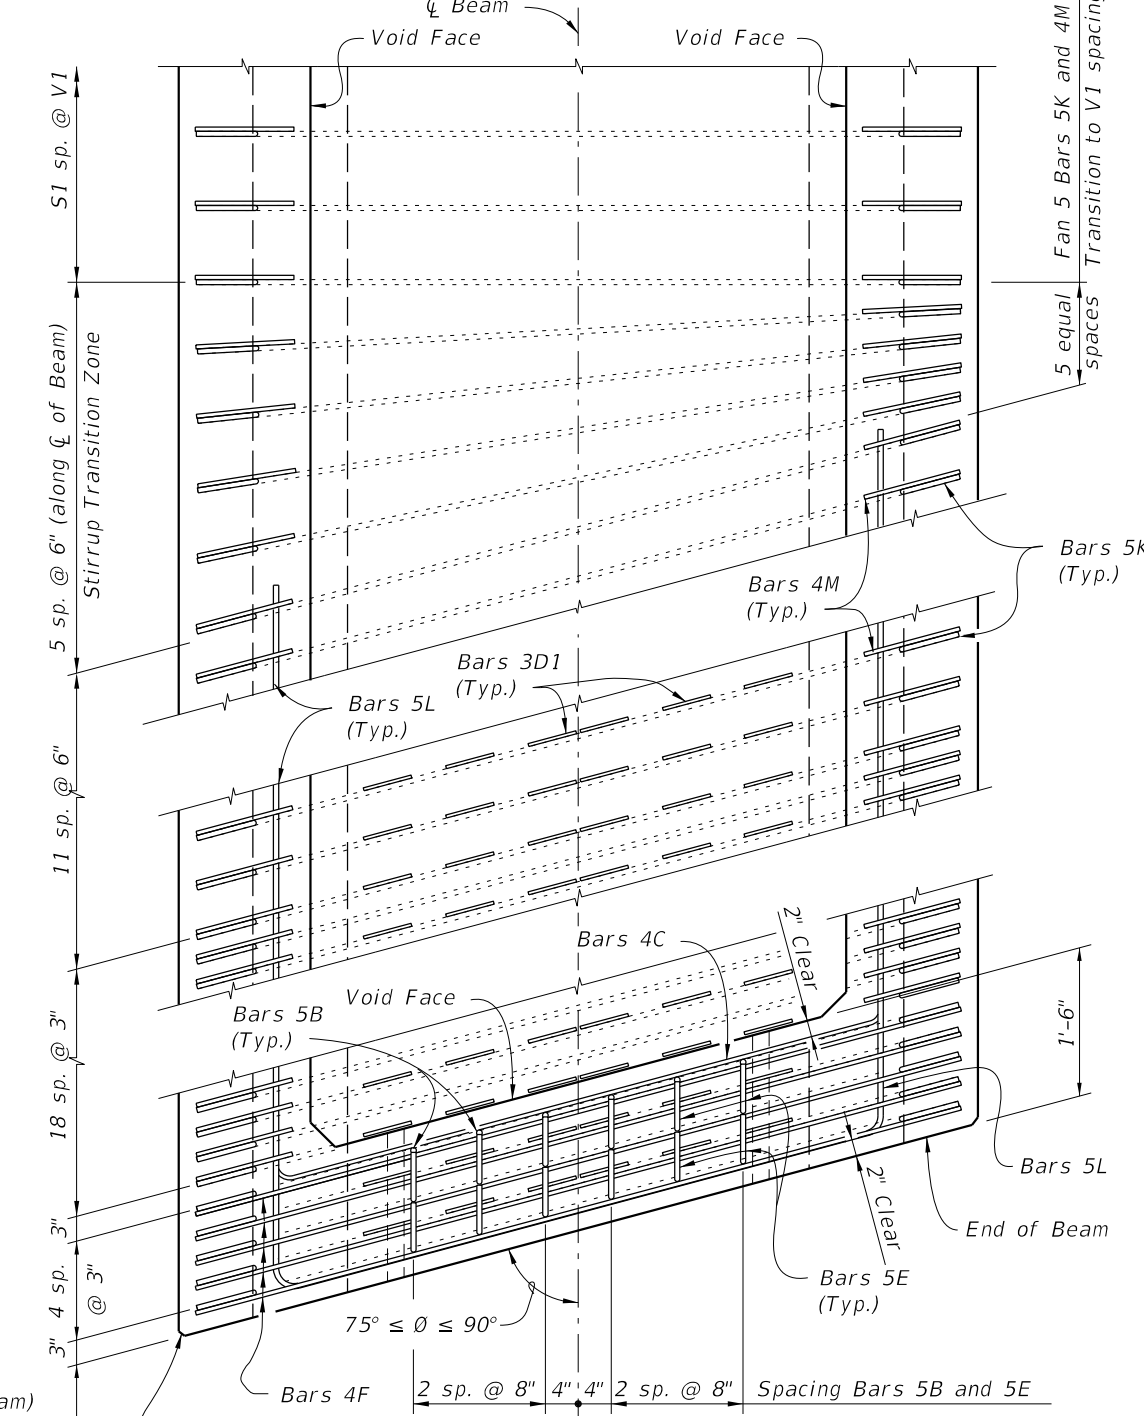 ℄ Beam
Void Face
Void Face
S1 sp. @ V1
Fan 5 Bars 5K and 4M
Transition to V1 spacing
5 equal
spaces
5 sp. @ 6" (along ℄ of Beam)
Stirrup Transition Zone
Bars 5K
(Typ.)
Bars 4M
(Typ.)
Bars 3D1
(Typ.)
Bars 5L
(Typ.)
11 sp. @ 6"
2" Clear
Bars 4C
Void Face
Bars 5B
(Typ.)
1'-6"
18 sp. @ 3"
Bars 5L
3"
2" Clear
End of Beam
4 sp.
@ 3"
Bars 5E
(Typ.)
75° ≤ Ø ≤ 90°
3"
Bars 4F
2 sp. @ 8"
4"
4"
2 sp. @ 8"
Spacing Bars 5B and 5E
am)